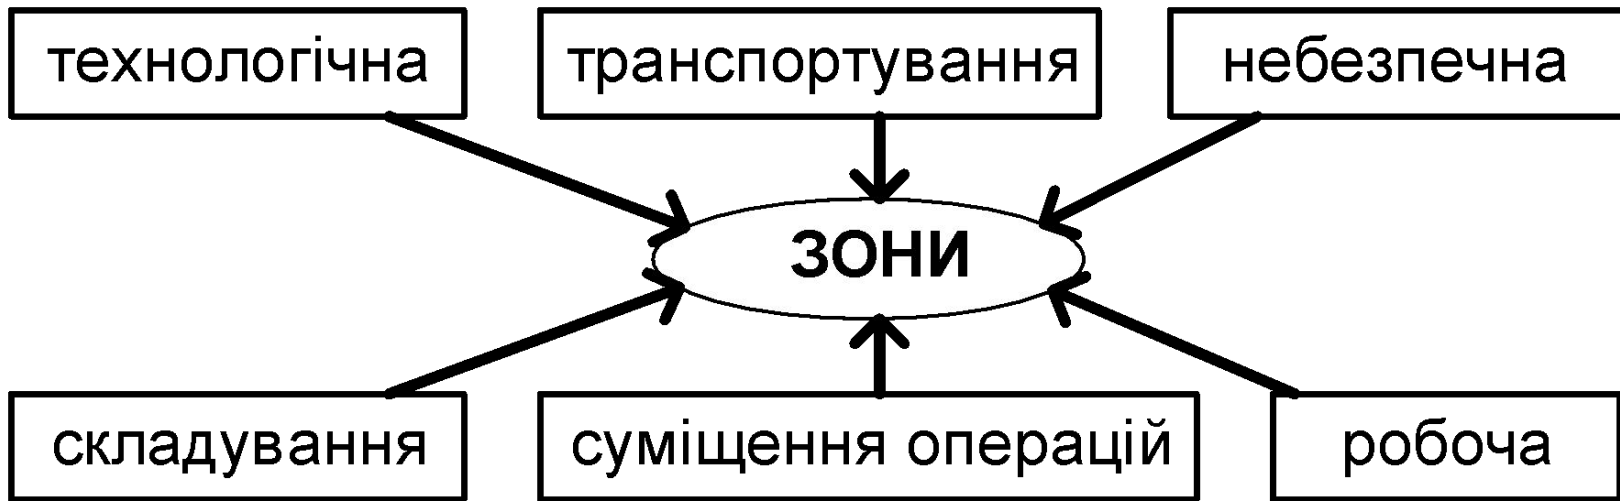 технологічна
транспортування
небезпечна
ЗОНИ
складування
суміщення операцій
робоча